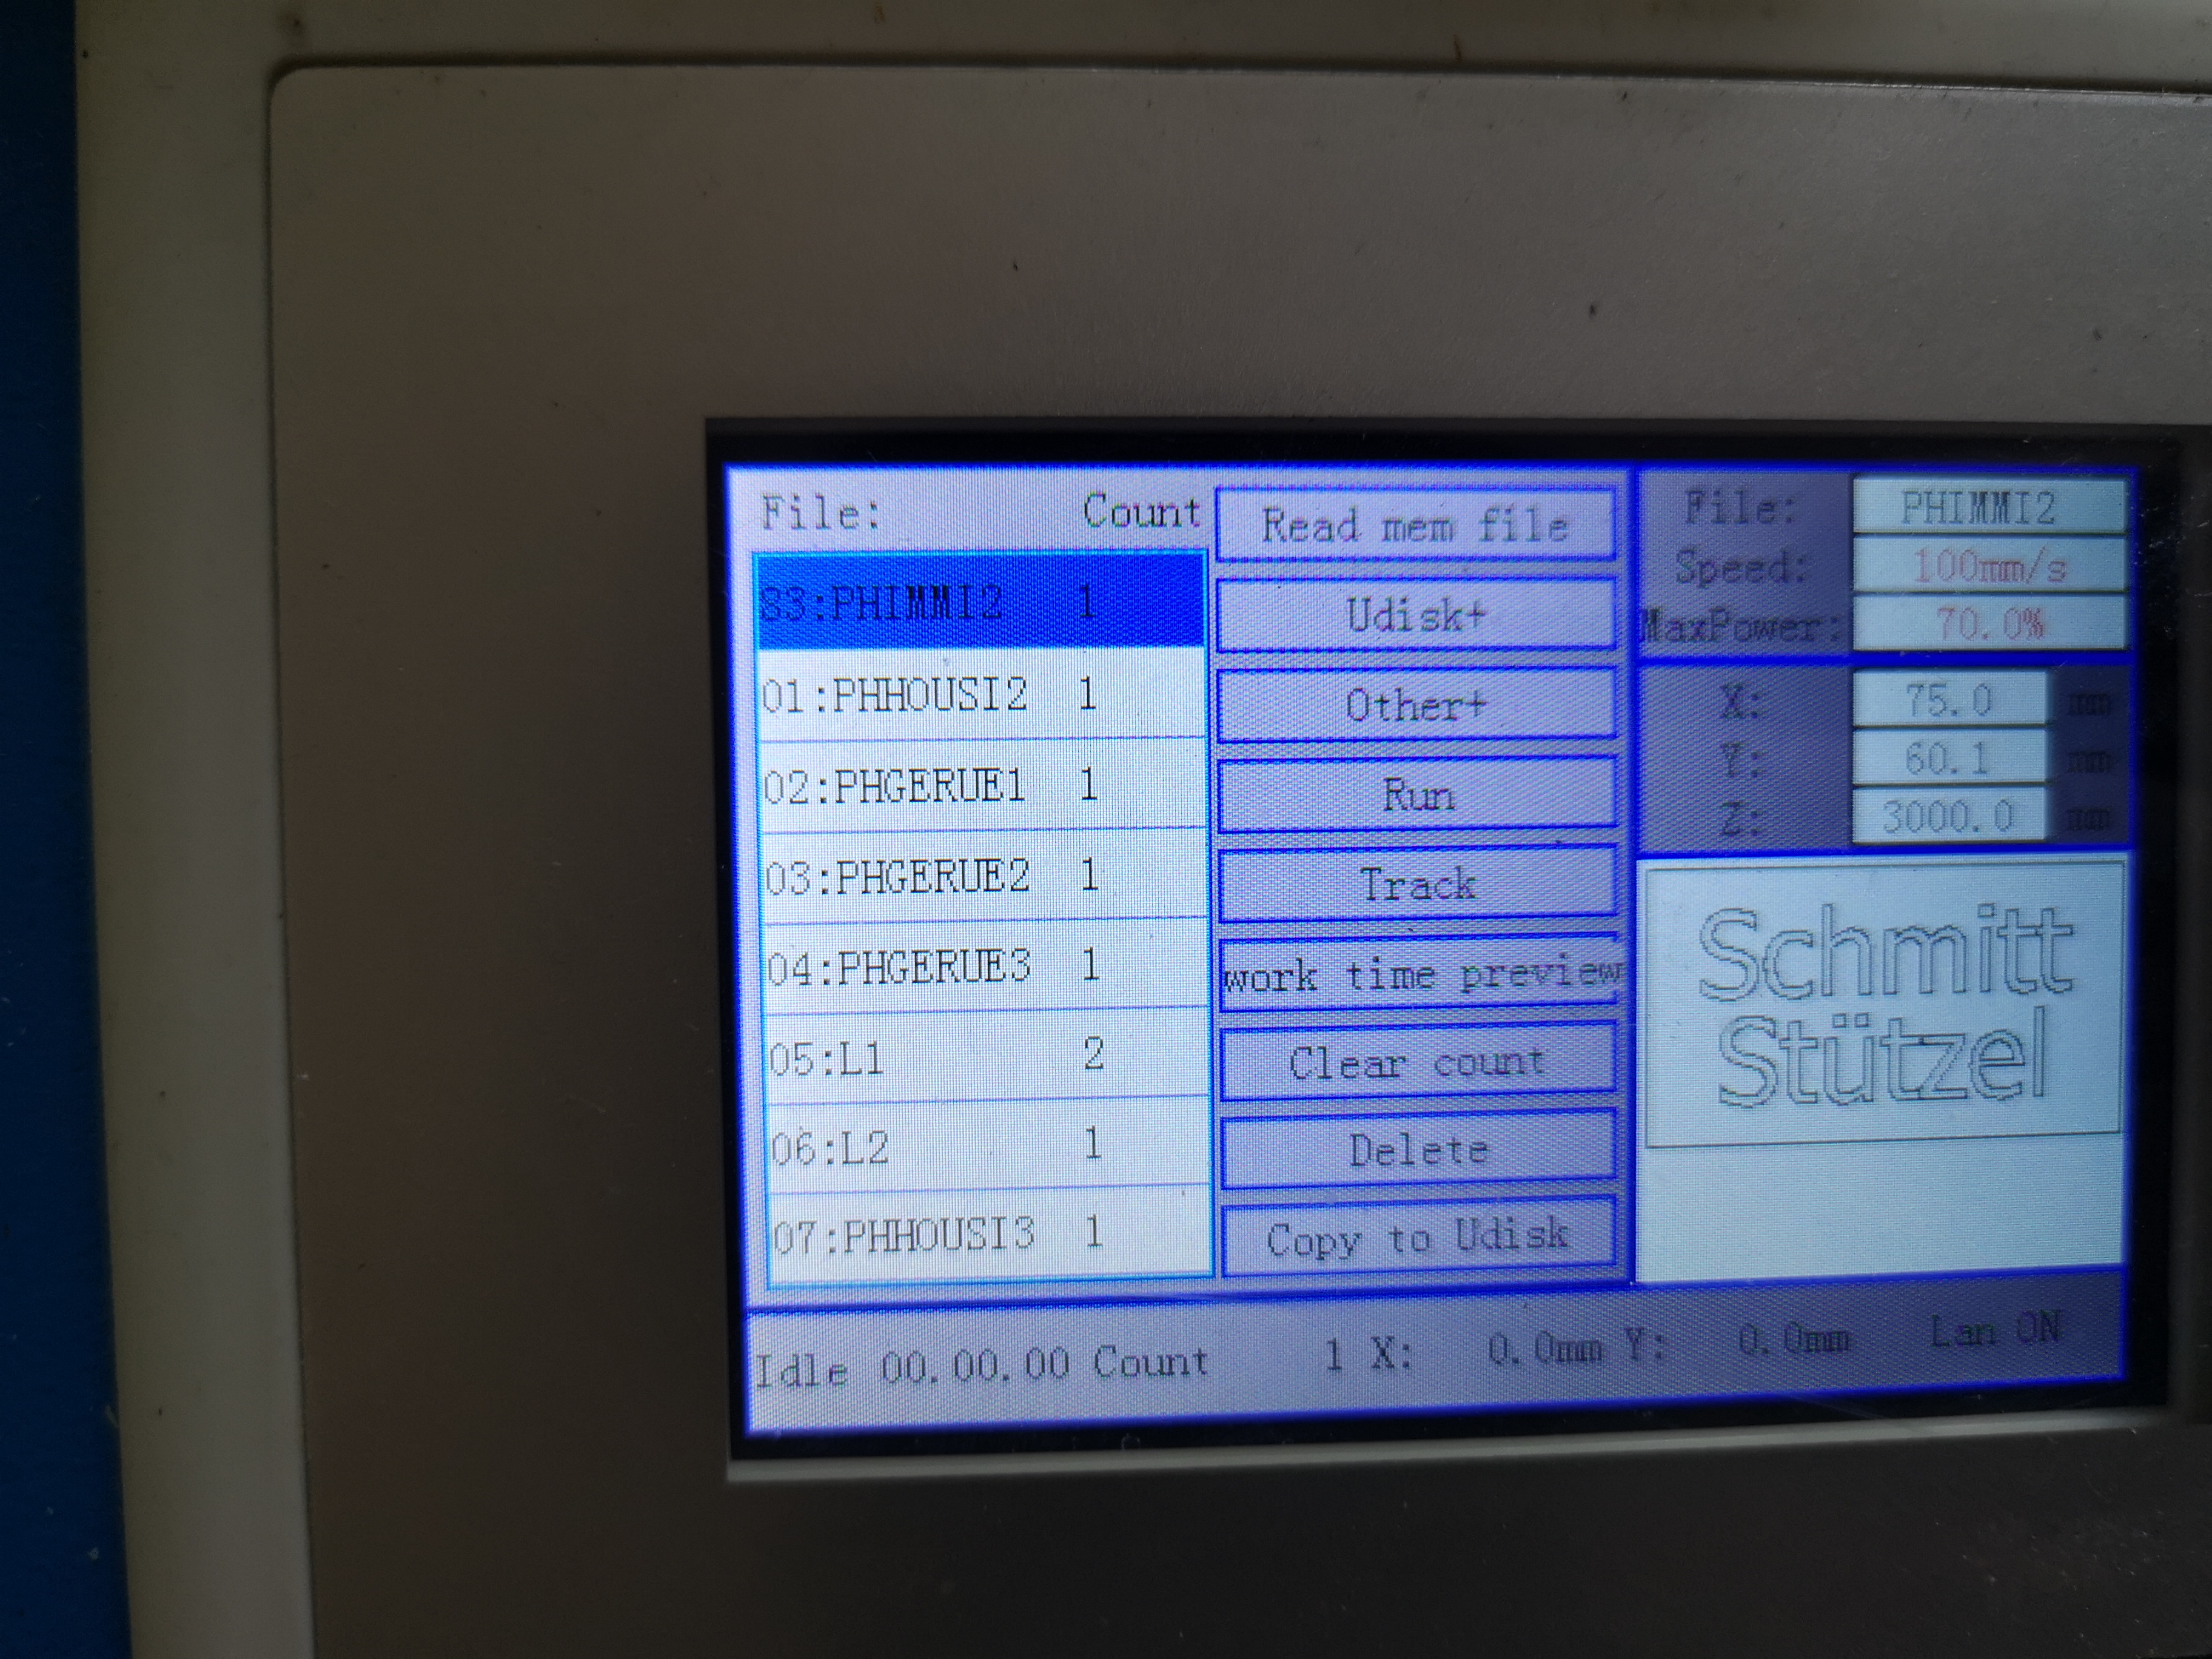 File: Count
83:PHIMMI2 1
01:PHHOUSI2 1
02:PHGERUE1 1
03:PHGERUE2 1
04:PHGERUE3 1
05:L1 2
06:L2 1
07:PHHOUSI3 1
Read mem file
Udisk+
Other+
Run
Track
work time preview
Clear count
Delete
Copy to Udisk
File: PHIMMI2
Speed: 100mm/s
MaxPower: 70.0%
X: 75.0 mm
Y: 60.1 mm
Z: 3000.0 mm
Schmitt
Stützel
Idle 00.00.00 Count 1 X: 0.0mm Y: 0.0mm Lan ON